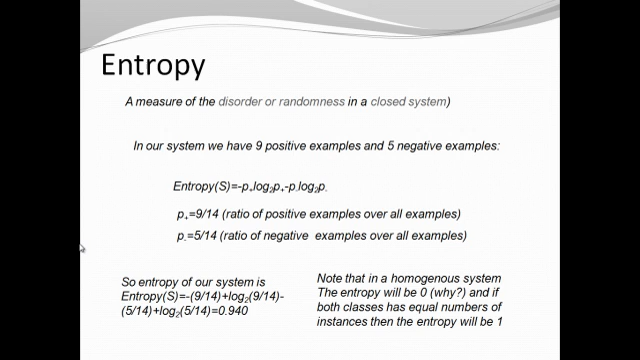 Entropy
A measure of the disorder or randomness in a closed system)
In our system we have 9 positive examples and 5 negative examples:
Entropy(S)=-p₊log₂p₊-p₋log₂p₋
p₊=9/14 (ratio of positive examples over all examples)
p₋=5/14 (ratio of negative examples over all examples)
So entropy of our system is
Entropy(S)=-(9/14)+log₂(9/14)-
(5/14)+log₂(5/14)=0.940
Note that in a homogenous system
The entropy will be 0 (why?) and if
both classes has equal numbers of
instances then the entropy will be 1